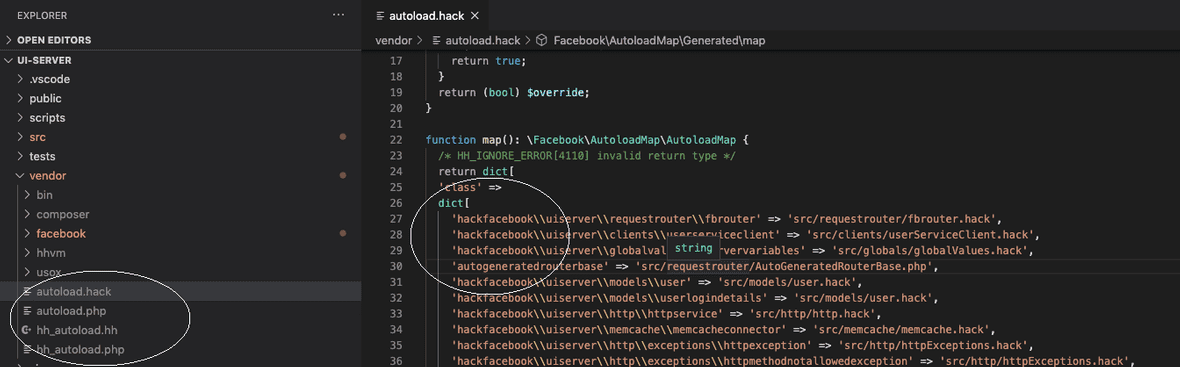 EXPLORER
···
OPEN EDITORS
UI-SERVER
.vscode
public
scripts
src
tests
vendor
bin
composer
facebook
hhvm
usox
autoload.hack
autoload.php
hh_autoload.hh
hh_autoload.php
autoload.hack
vendor > autoload.hack > Facebook\AutoloadMap\Generated\map
17 return true;
18 }
19 return (bool) $override;
20 }
21
22 function map(): \Facebook\AutoloadMap\AutoloadMap {
23 /* HH_IGNORE_ERROR[4110] invalid return type */
24 return dict[
25 'class' =>
26 dict[
27 'hackfacebook\\uiserver\\requestrouter\\fbrouter' => 'src/requestrouter/fbrouter.hack',
28 'hackfacebook\\uiserver\\clients\\userserviceclient' => 'src/clients/userServiceClient.hack',
29 'hackfacebook\\uiserver\\globalval rvervariables' => 'src/globals/globalValues.hack',
string
30 'autogeneratedrouterbase' => 'src/requestrouter/AutoGeneratedRouterBase.php',
31 'hackfacebook\\uiserver\\models\\user' => 'src/models/user.hack',
32 'hackfacebook\\uiserver\\models\\userlogindetails' => 'src/models/user.hack',
33 'hackfacebook\\uiserver\\http\\httpservice' => 'src/http/http.hack',
34 'hackfacebook\\uiserver\\memcache\\memcacheconnector' => 'src/memcache/memcache.hack',
35 'hackfacebook\\uiserver\\http\\exceptions\\httpexception' => 'src/http/httpExceptions.hack',
36 'hackfacebook\\uiserver\\http\\exceptions\\httpmethodnotallowedexception' => 'src/http/httpExceptions.hack',